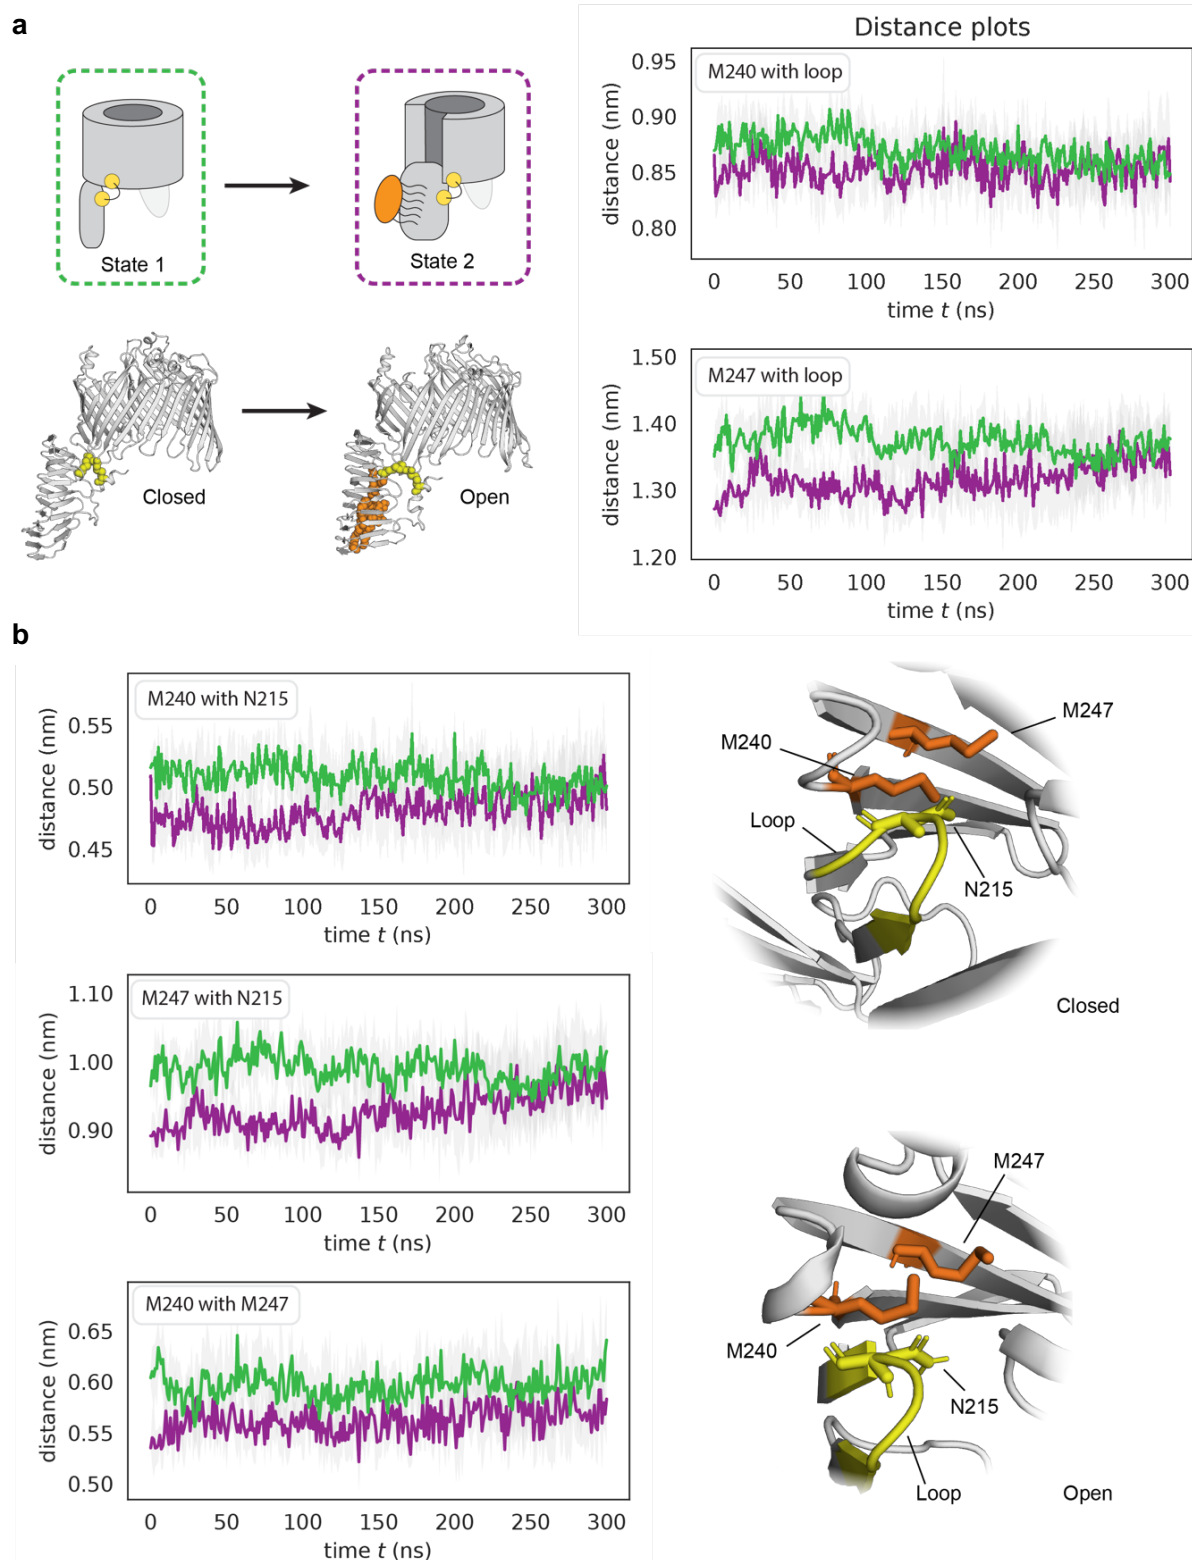 a
State 1
State 2
Closed
Open
Distance plots
M240 with loop
distance (nm)
0.95
0.90
0.85
0.80
0 50 100 150 200 250 300
time t (ns)
M247 with loop
distance (nm)
1.50
1.40
1.30
1.20
0 50 100 150 200 250 300
time t (ns)
b
M240 with N215
distance (nm)
0.55
0.50
0.45
0 50 100 150 200 250 300
time t (ns)
M247 with N215
distance (nm)
1.10
1.00
0.90
0 50 100 150 200 250 300
time t (ns)
M240 with M247
distance (nm)
0.65
0.60
0.55
0.50
0 50 100 150 200 250 300
time t (ns)
M247
M240
Loop
N215
Closed
M247
M240
N215
Loop
Open